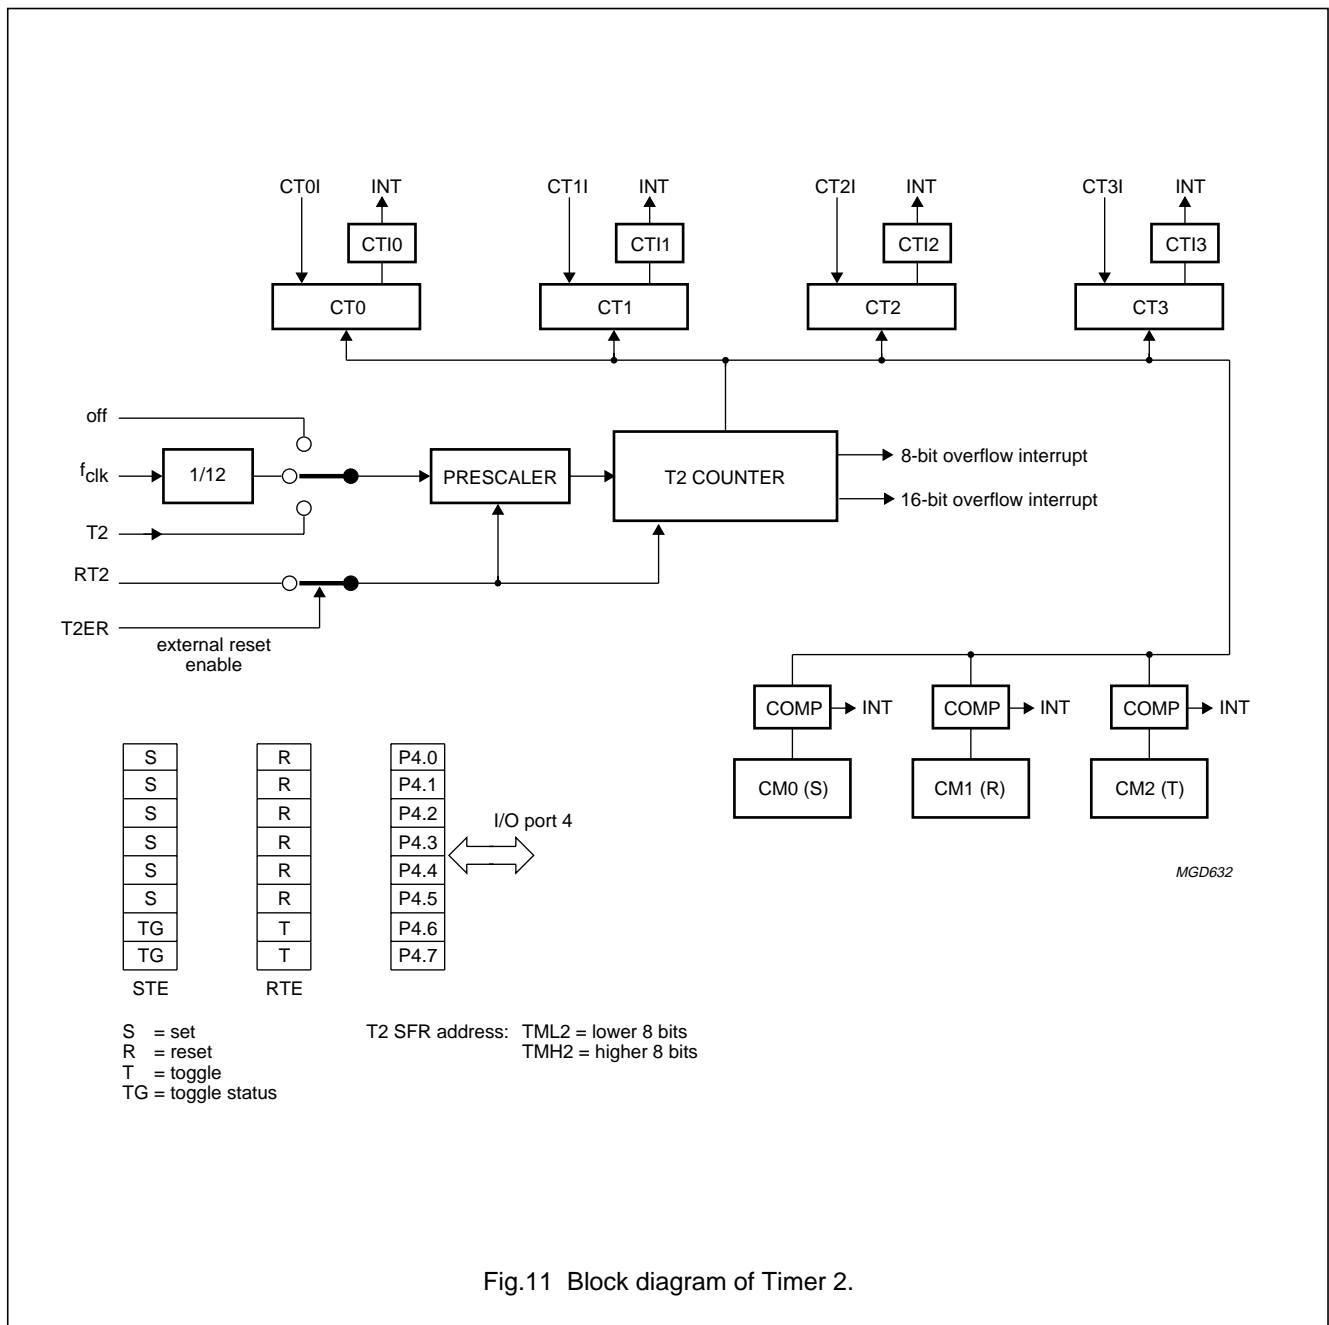 CT0I INT CT1I INT CT2I INT CT3I INT
CTI0 CTI1 CTI2 CTI3
CT0 CT1 CT2 CT3
off
fclk 1/12 PRESCALER T2 COUNTER
8-bit overflow interrupt
16-bit overflow interrupt
T2
RT2
T2ER
external reset
enable
COMP INT COMP INT COMP INT
CM0 (S) CM1 (R) CM2 (T)
S R P4.0
S R P4.1
S R P4.2
S R P4.3
S R P4.4
S R P4.5
TG T P4.6
TG T P4.7
STE RTE
I/O port 4
MGD632
S = set
R = reset
T = toggle
TG = toggle status
T2 SFR address: TML2 = lower 8 bits
TMH2 = higher 8 bits
Fig.11 Block diagram of Timer 2.